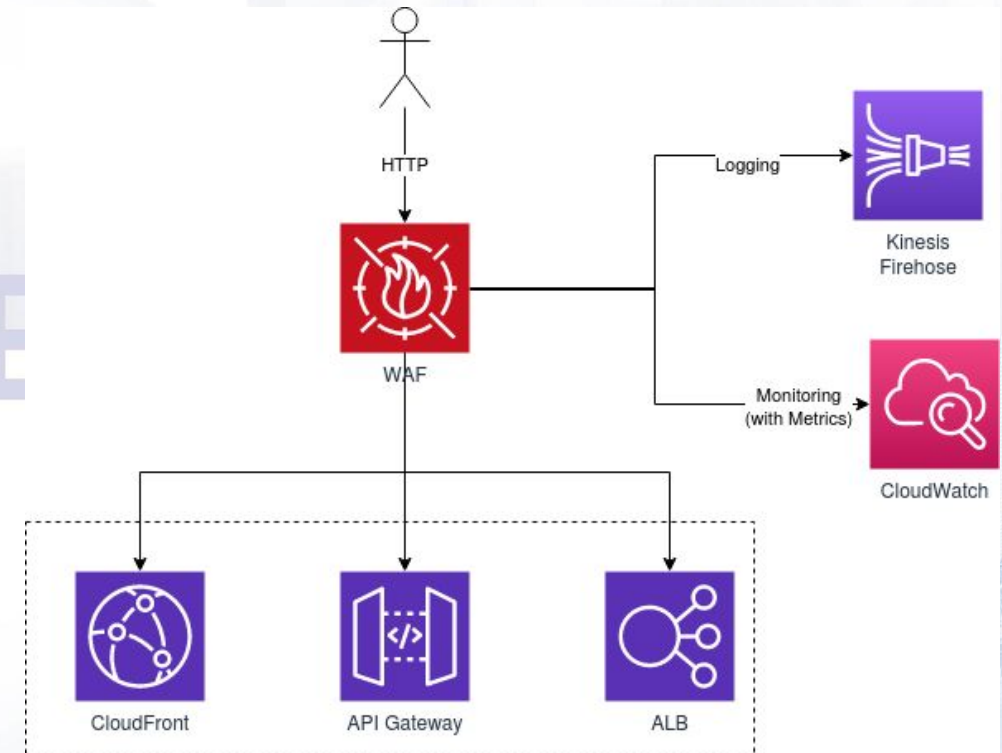 HTTP
Logging
Kinesis
Firehose
WAF
Monitoring
(with Metrics)
CloudWatch
CloudFront
API Gateway
ALB